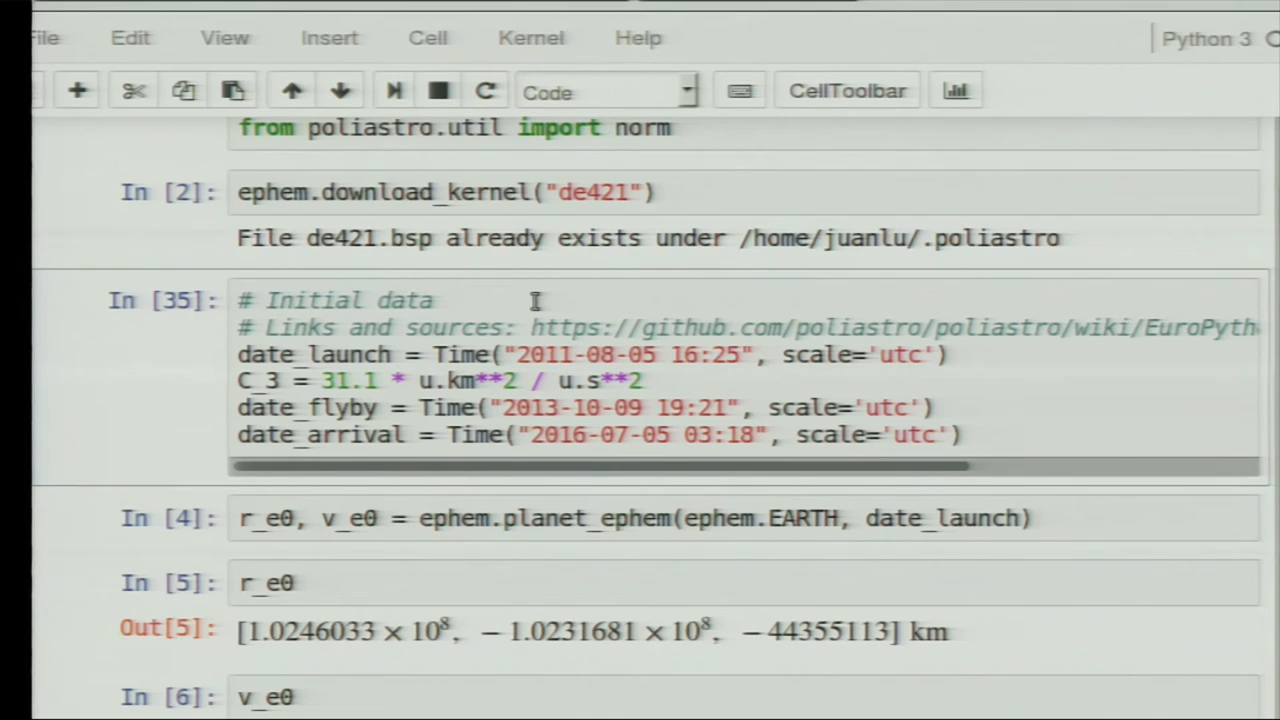 File Edit View Insert Cell Kernel Help Python 3
Code CellToolbar
from poliastro.util import norm
In [2]: ephem.download_kernel("de421")
File de421.bsp already exists under /home/juanlu/.poliastro
In [35]: # Initial data
# Links and sources: https://github.com/poliastro/poliastro/wiki/EuroPyth
date_launch = Time("2011-08-05 16:25", scale='utc')
C_3 = 31.1 * u.km**2 / u.s**2
date_flyby = Time("2013-10-09 19:21", scale='utc')
date_arrival = Time("2016-07-05 03:18", scale='utc')
In [4]: r_e0, v_e0 = ephem.planet_ephem(ephem.EARTH, date_launch)
In [5]: r_e0
Out[5]: [1.0246033 × 10⁸, −1.0231681 × 10⁸, −44355113] km
In [6]: v_e0